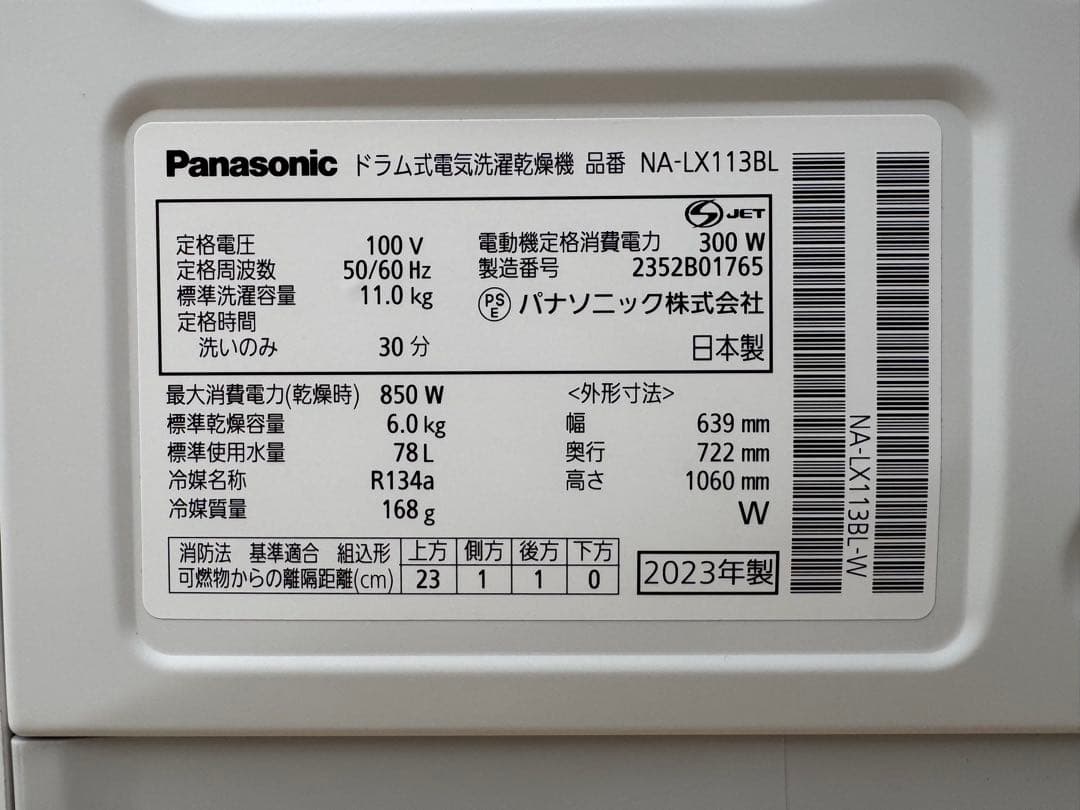 Panasonic ドラム式電気洗濯乾燥機 品番 NA-LX113BL
JET
定格電圧 100 V
定格周波数 50/60 Hz
標準洗濯容量 11.0 kg
定格時間
洗いのみ 30 分
電動機定格消費電力 300 W
製造番号 2352B01765
PSE パナソニック株式会社
日本製
最大消費電力(乾燥時) 850 W
標準乾燥容量 6.0 kg
標準使用水量 78 L
冷媒名称 R134a
冷媒質量 168 g
<外形寸法>
幅 639 mm
奥行 722 mm
高さ 1060 mm
W
消防法 基準適合 組込形 上方 側方 後方 下方
可燃物からの離隔距離(cm) 23 1 1 0
2023年製
NA-LX113BL-W